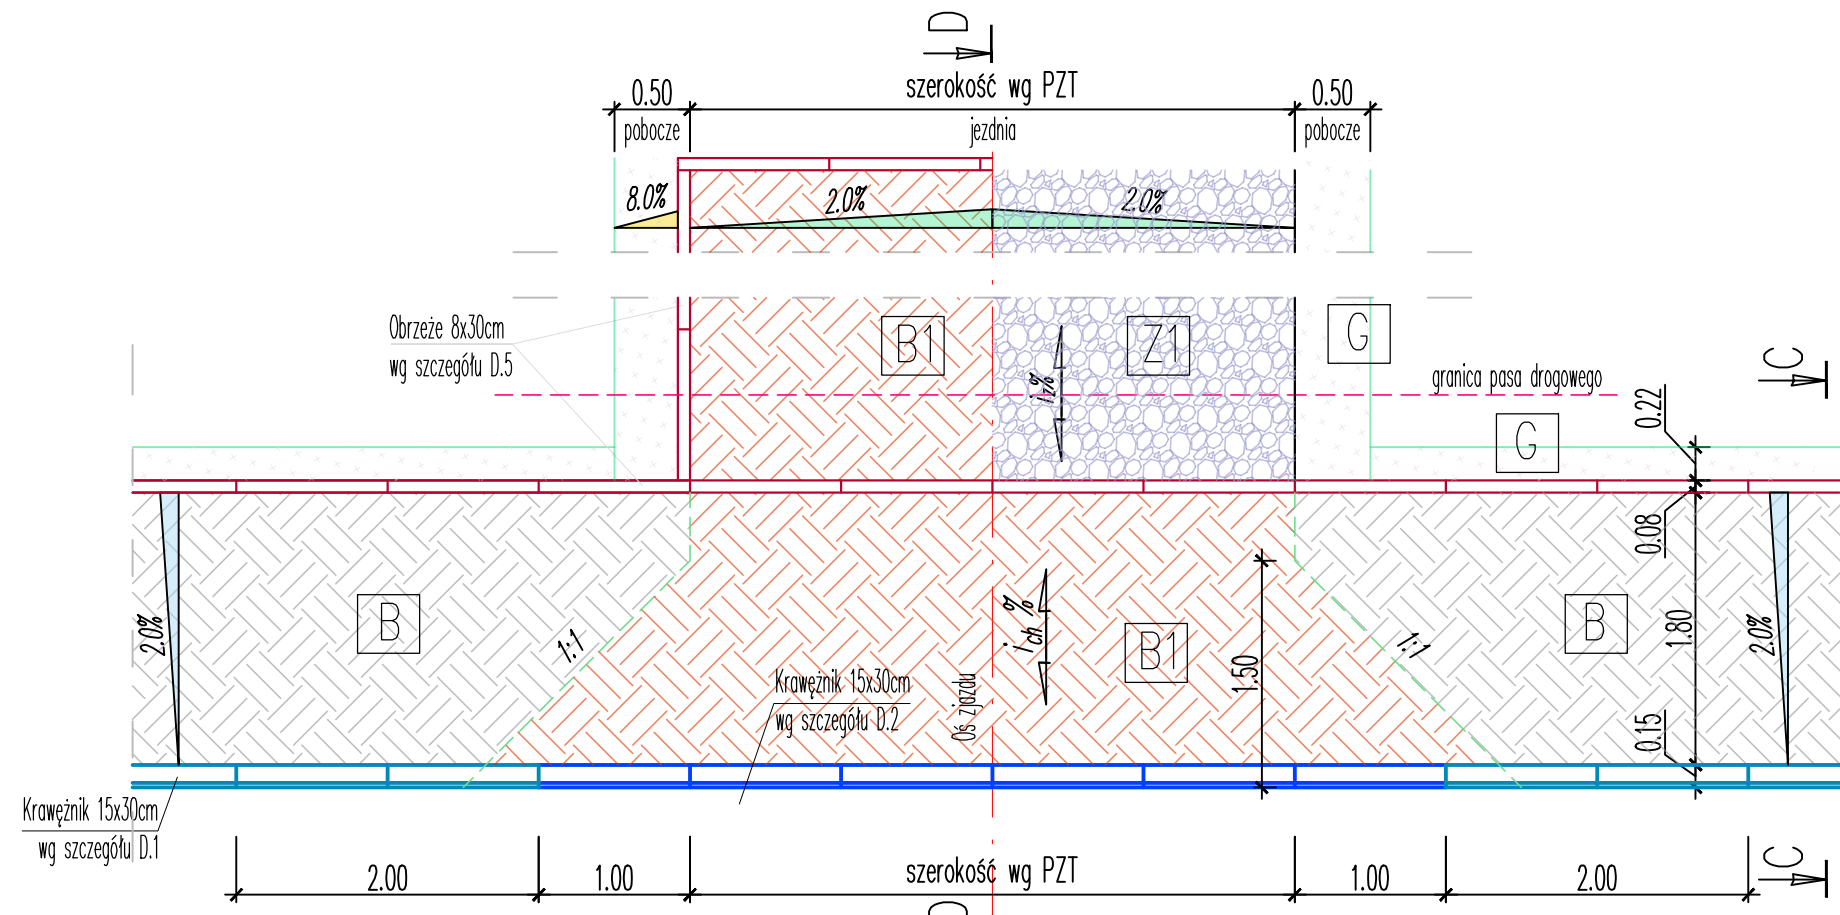 D
szerokość wg PZT
0.50
0.50
pobocze
jezdnia
pobocze
8.0%
2.0%
2.0%
Obrzeże 8x30cm
wg szczegółu D.5
B1
Z1
G
iz%
granica pasa drogowego
C
0.22
G
0.08
2.0%
B
1:1
ich%
B1
1:1
B
1.80
2.0%
1.50
Krawężnik 15x30cm
wg szczegółu D.2
Oś zjazdu
0.15
Krawężnik 15x30cm
wg szczegółu D.1
2.00
1.00
szerokość wg PZT
1.00
2.00
C
D